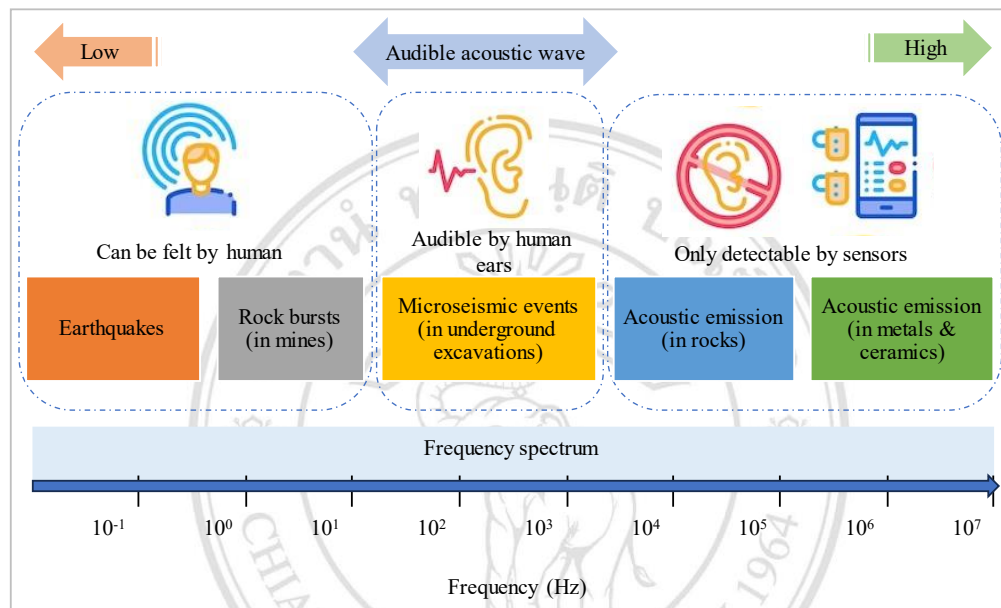 Low
Audible acoustic wave
High
Can be felt by human
Audible by human
ears
Only detectable by sensors
Earthquakes
Rock bursts
(in mines)
Microseismic events
(in underground
excavations)
Acoustic emission
(in rocks)
Acoustic emission
(in metals &
ceramics)
Frequency spectrum
10⁻¹ 10⁰ 10¹ 10² 10³ 10⁴ 10⁵ 10⁶ 10⁷
Frequency (Hz)
1964